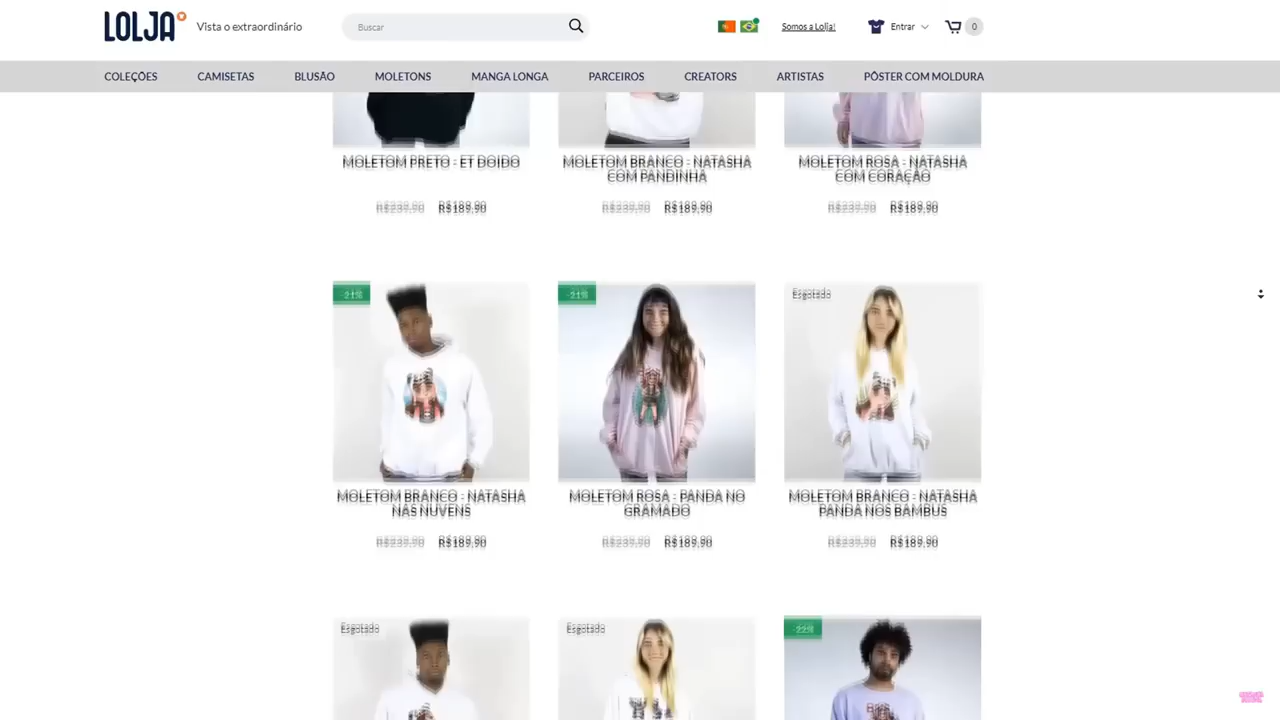 LOLJA
Vista o extraordinário
Buscar
Somos a Lolja!
Entrar
0
COLEÇÕES
CAMISETAS
BLUSÃO
MOLETONS
MANGA LONGA
PARCEIROS
CREATORS
ARTISTAS
PÔSTER COM MOLDURA
MOLETOM PRETO - ET DOIDO
R$239,90 R$189,90
MOLETOM BRANCO - NATASHA
COM PANDINHA
R$239,90 R$189,90
MOLETOM ROSA - NATASHA
COM CORAÇÃO
R$239,90 R$189,90
-21%
MOLETOM BRANCO - NATASHA
NAS NUVENS
R$239,90 R$189,90
-21%
MOLETOM ROSA - PANDA NO
GRAMADO
R$239,90 R$189,90
Esgotado
MOLETOM BRANCO - NATASHA
PANDA NOS BAMBUS
R$239,90 R$189,90
Esgotado
Esgotado
-22%